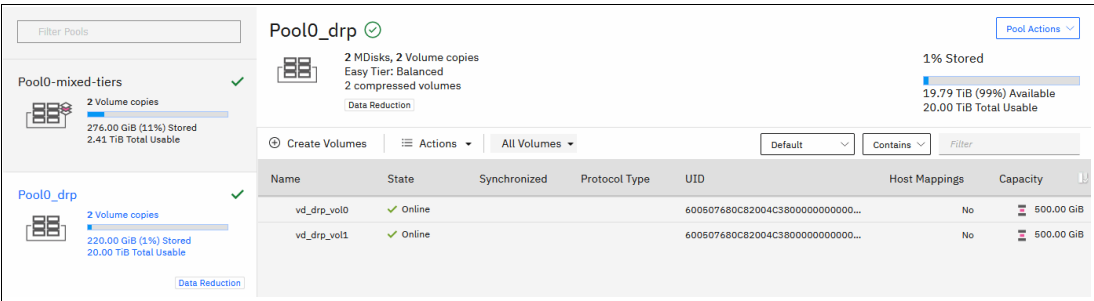 Filter Pools
Pool0-mixed-tiers
2 Volume copies
276.00 GiB (11%) Stored
2.41 TiB Total Usable
Pool0_drp
2 Volume copies
220.00 GiB (1%) Stored
20.00 TiB Total Usable
Data Reduction
Pool0_drp
Pool Actions
2 MDisks, 2 Volume copies
Easy Tier: Balanced
2 compressed volumes
Data Reduction
1% Stored
19.79 TiB (99%) Available
20.00 TiB Total Usable
Create Volumes Actions All Volumes Default Contains Filter
Name State Synchronized Protocol Type UID Host Mappings Capacity
vd_drp_vol0 Online 600507680C82004C3800000000000... No 500.00 GiB
vd_drp_vol1 Online 600507680C82004C3800000000000... No 500.00 GiB